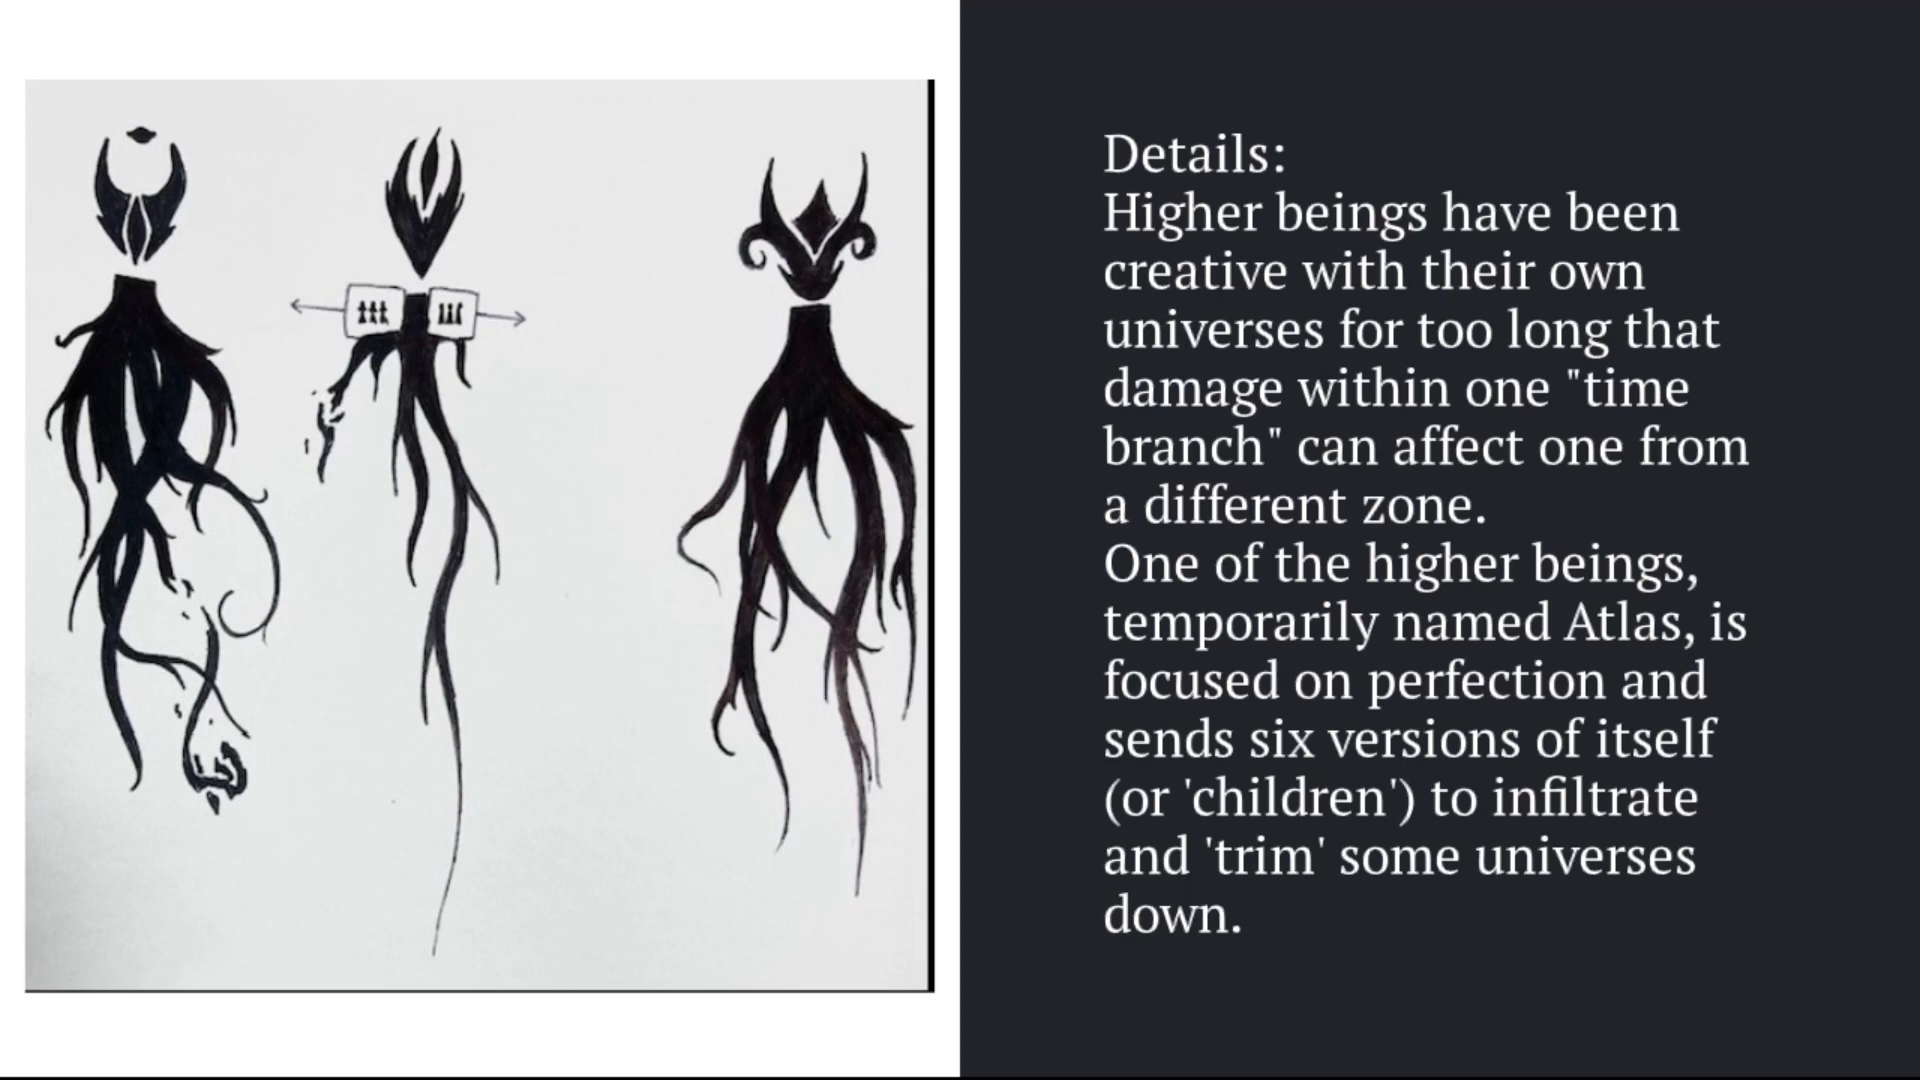 Details:
Higher beings have been
creative with their own
universes for too long that
damage within one "time
branch" can affect one from
a different zone.
One of the higher beings,
temporarily named Atlas, is
focused on perfection and
sends six versions of itself
(or 'children') to infiltrate
and 'trim' some universes
down.